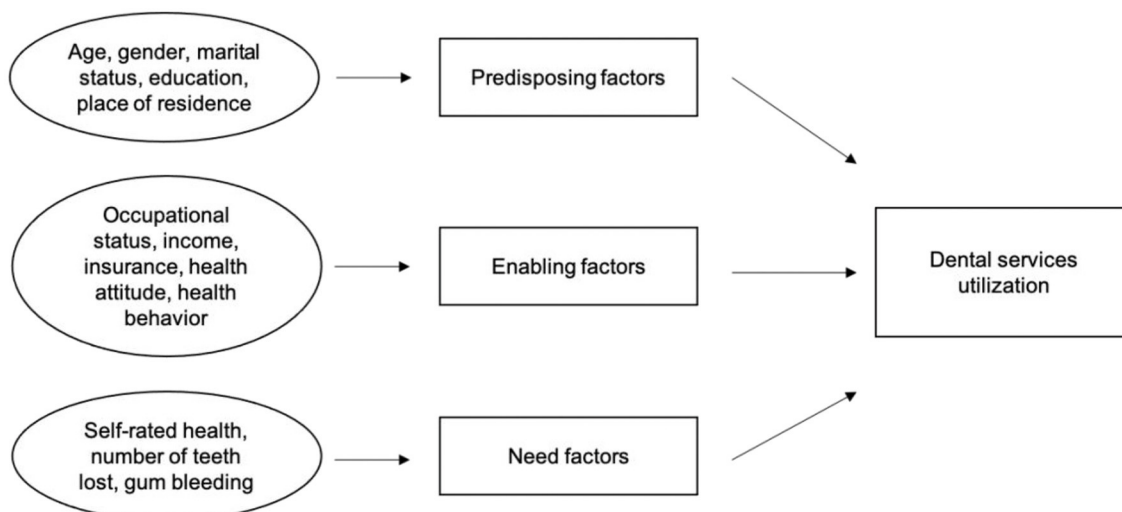 Age, gender, marital
status, education,
place of residence
Predisposing factors
Occupational
status, income,
insurance, health
attitude, health
behavior
Enabling factors
Dental services
utilization
Self-rated health,
number of teeth
lost, gum bleeding
Need factors